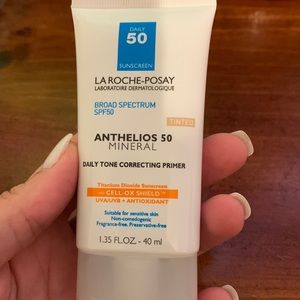 DAILY
50
SUNSCREEN
LA ROCHE-POSAY
LABORATOIRE DERMATOLOGIQUE
BROAD SPECTRUM
SPF50
TINTED
ANTHELIOS 50
MINERAL
DAILY TONE CORRECTING PRIMER
Titanium Dioxide Sunscreen
CELL-OX SHIELD™
UVA/UVB + ANTIOXIDANT
Suitable for sensitive skin
Non-comedogenic
Fragrance-free. Preservative-free
1.35 FL.OZ. - 40 ml